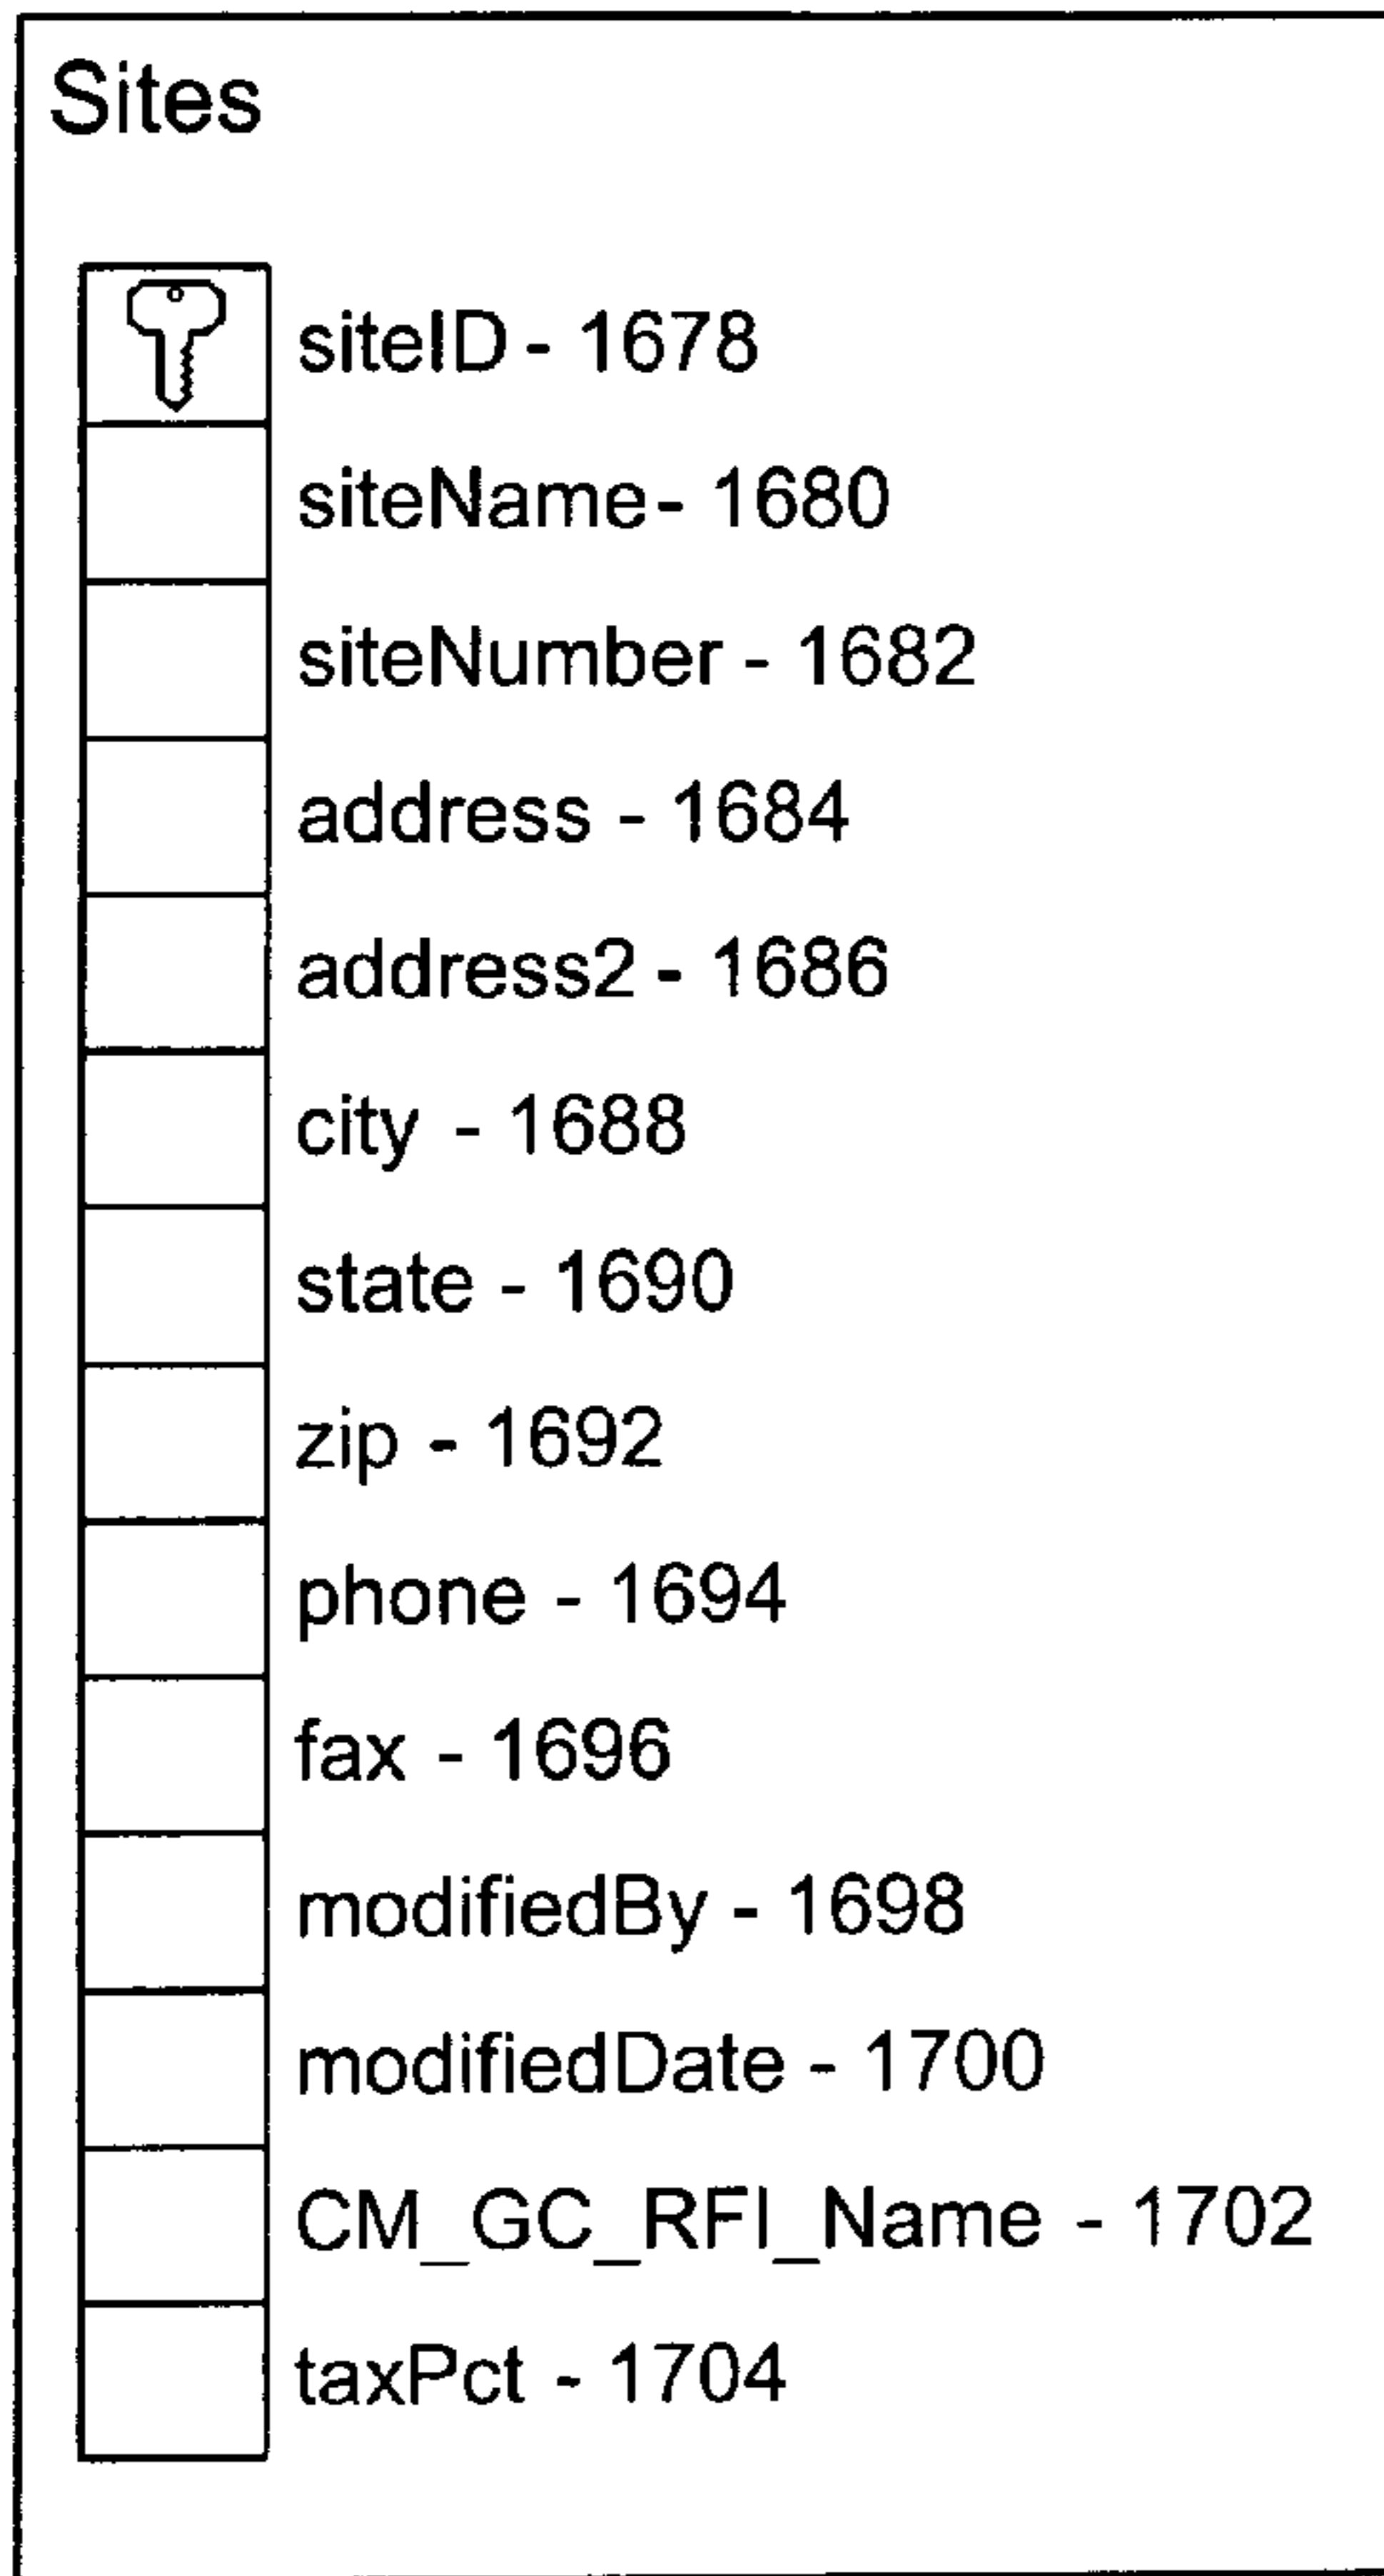 Sites
siteID - 1678
siteName- 1680
siteNumber - 1682
address - 1684
address2 - 1686
city - 1688
state - 1690
zip - 1692
phone - 1694
fax - 1696
modifiedBy - 1698
modifiedDate - 1700
CM_GC_RFI_Name - 1702
taxPct - 1704